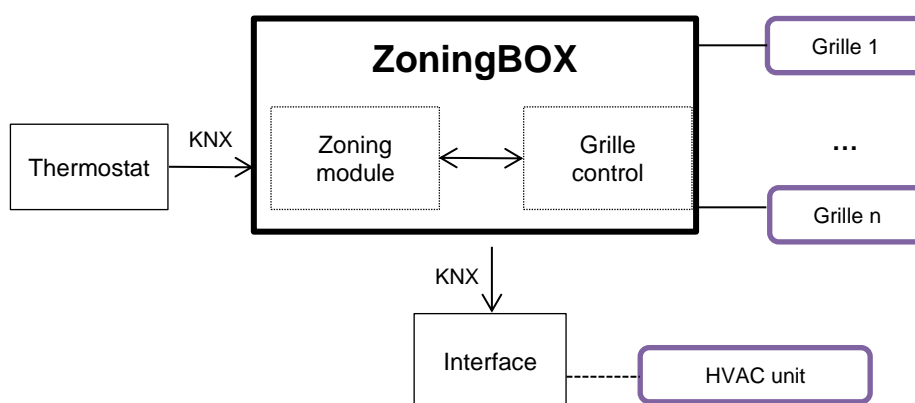 ZoningBOX
Grille 1
KNX
Thermostat
Zoning
module
Grille
control
...
Grille n
KNX
Interface
HVAC unit